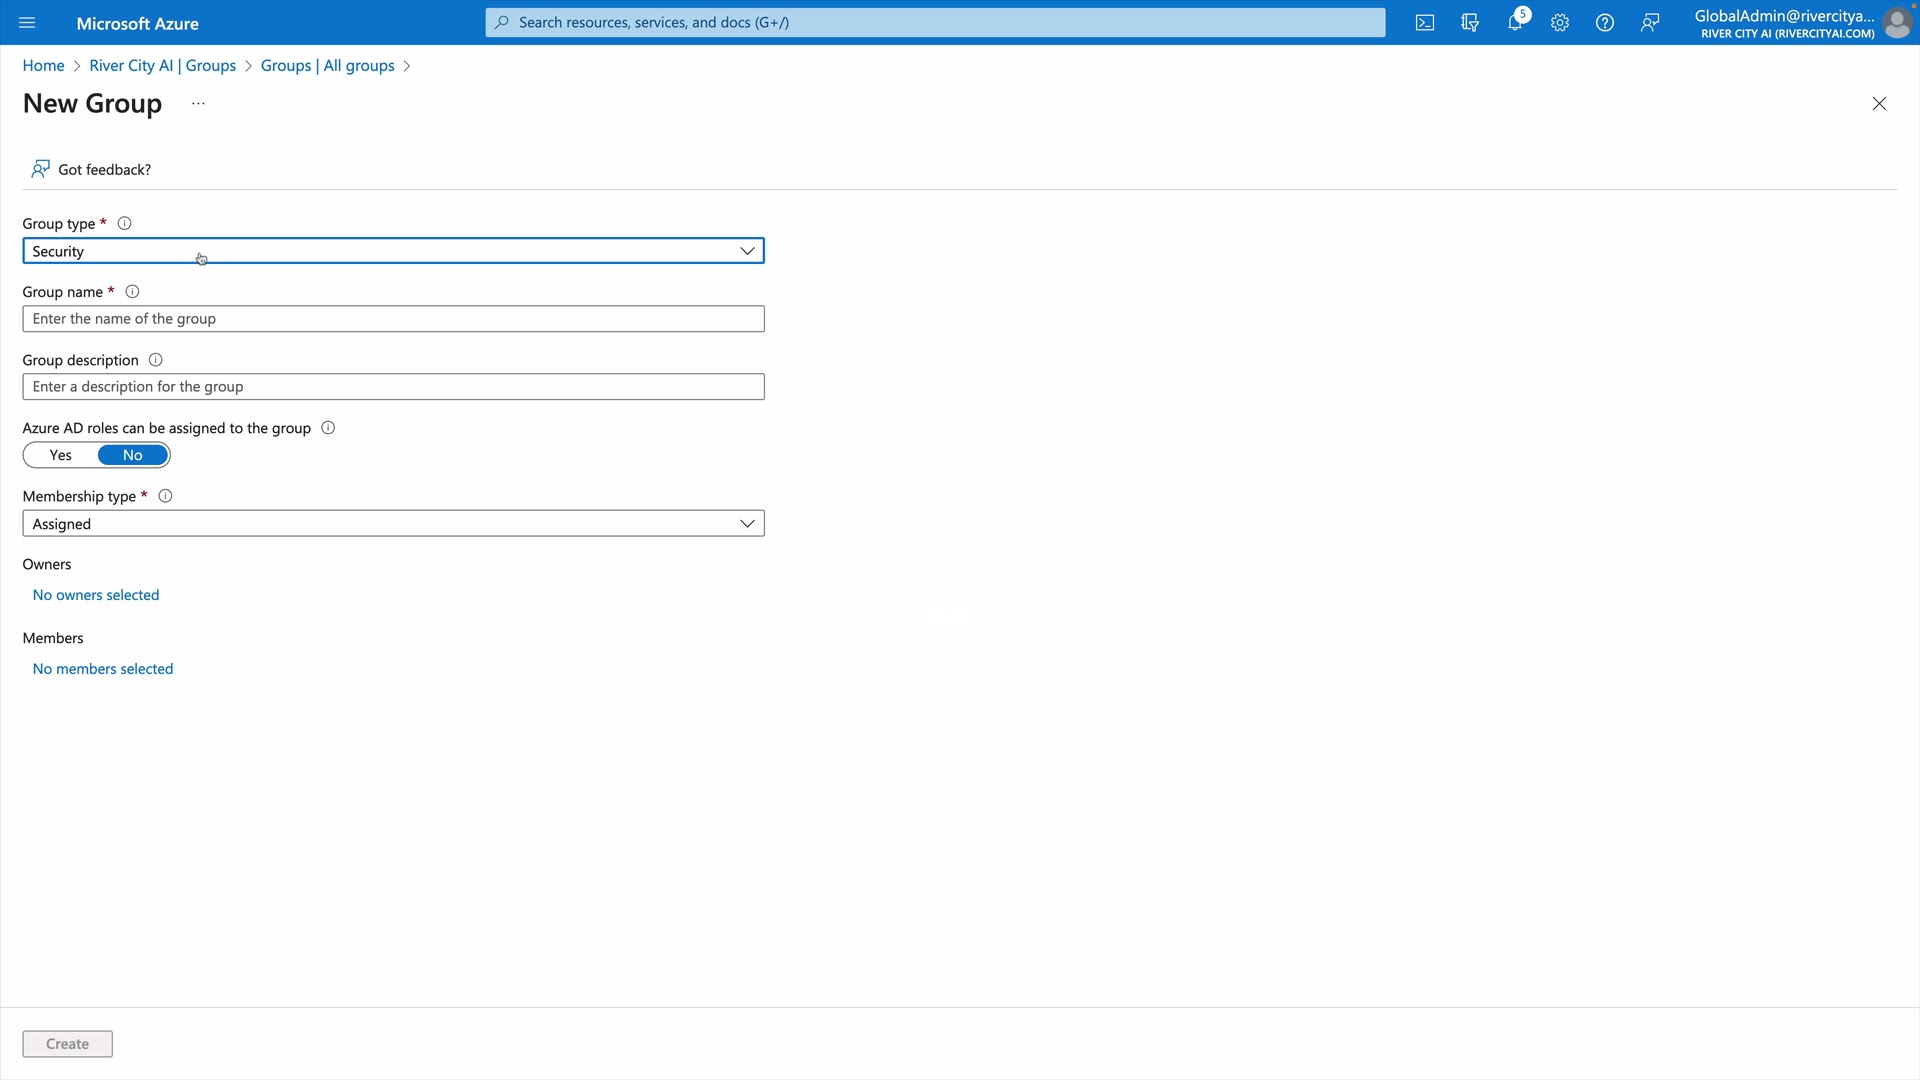 Microsoft Azure
Search resources, services, and docs (G+/)
5
GlobalAdmin@rivercitya...
RIVER CITY AI (RIVERCITYAI.COM)
Home > River City AI | Groups > Groups | All groups >
New Group ...
Got feedback?
Group type *
Security
Group name *
Enter the name of the group
Group description
Enter a description for the group
Azure AD roles can be assigned to the group
Yes No
Membership type *
Assigned
Owners
No owners selected
Members
No members selected
Create